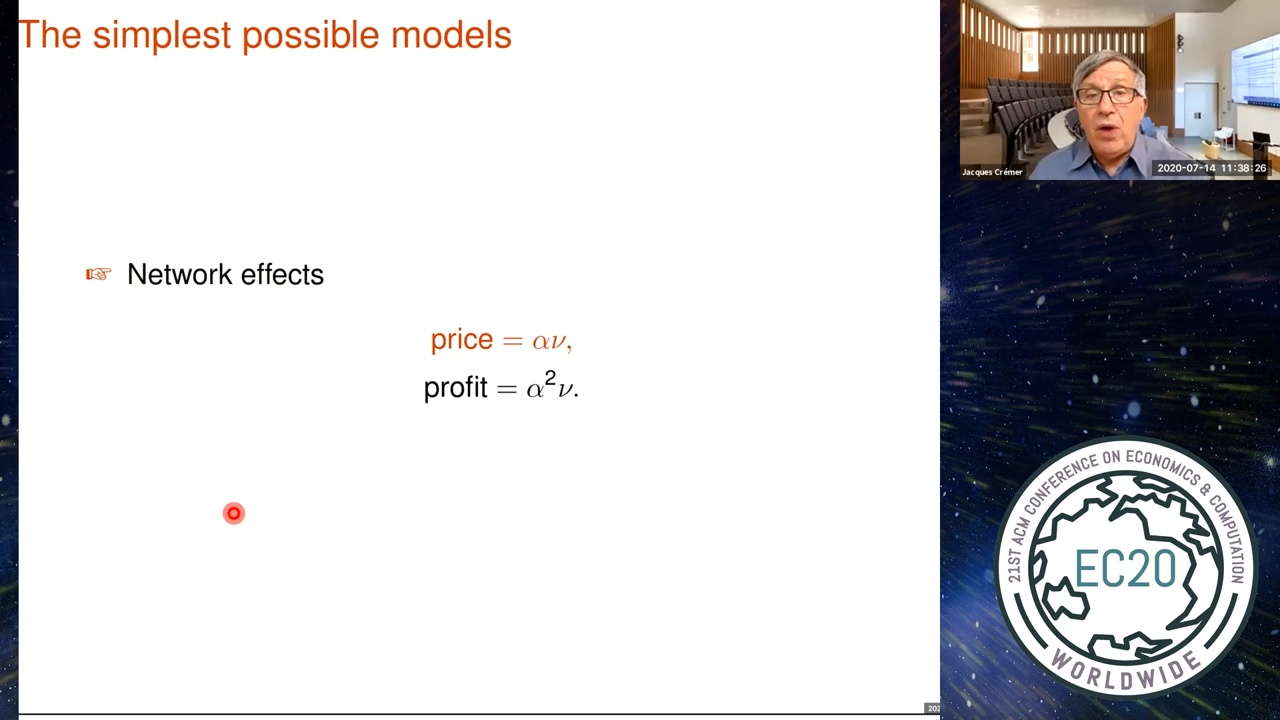 The simplest possible models
☞ Network effects
price = αν,
profit = α²ν.
202
Jacques Crémer
2020-07-14 11:38:26
21ST ACM CONFERENCE ON ECONOMICS & COMPUTATION
EC20
WORLDWIDE